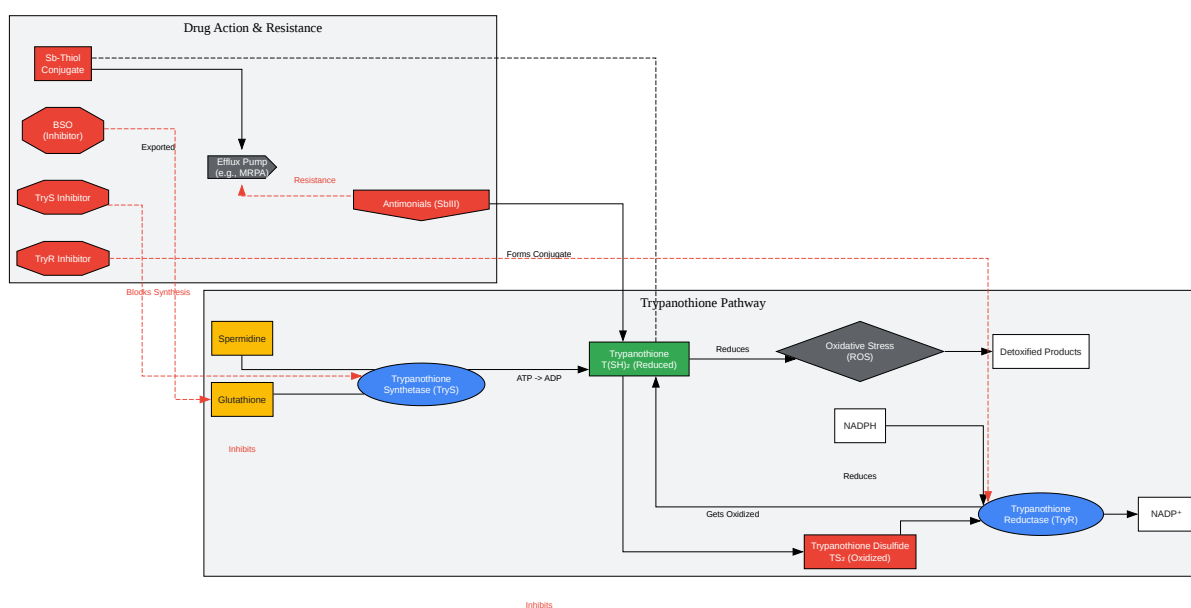 Drug Action & Resistance
Sb-Thiol
Conjugate
BSO
(Inhibitor)
Exported
Efflux Pump
(e.g., MRPA)
Resistance
TryS Inhibitor
Antimonials (SbIII)
TryR Inhibitor
Forms Conjugate
Blocks Synthesis
Trypanothione Pathway
Spermidine
Trypanothione
T(SH)₂ (Reduced)
Reduces
Oxidative Stress
(ROS)
Detoxified Products
Trypanothione
Synthetase (TryS)
ATP -> ADP
Glutathione
NADPH
Inhibits
Reduces
Gets Oxidized
Trypanothione
Reductase (TryR)
NADP⁺
Trypanothione Disulfide
TS₂ (Oxidized)
Inhibits